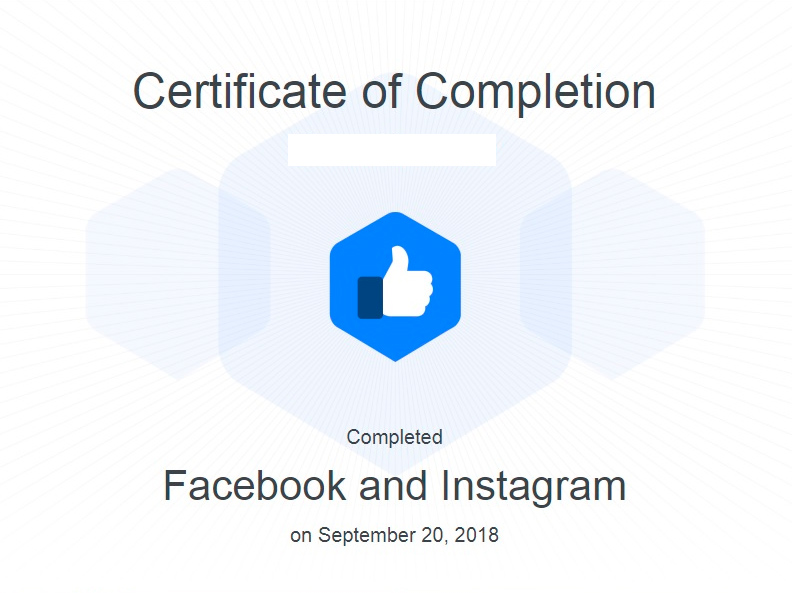 Certificate of Completion
Completed
Facebook and Instagram
on September 20, 2018